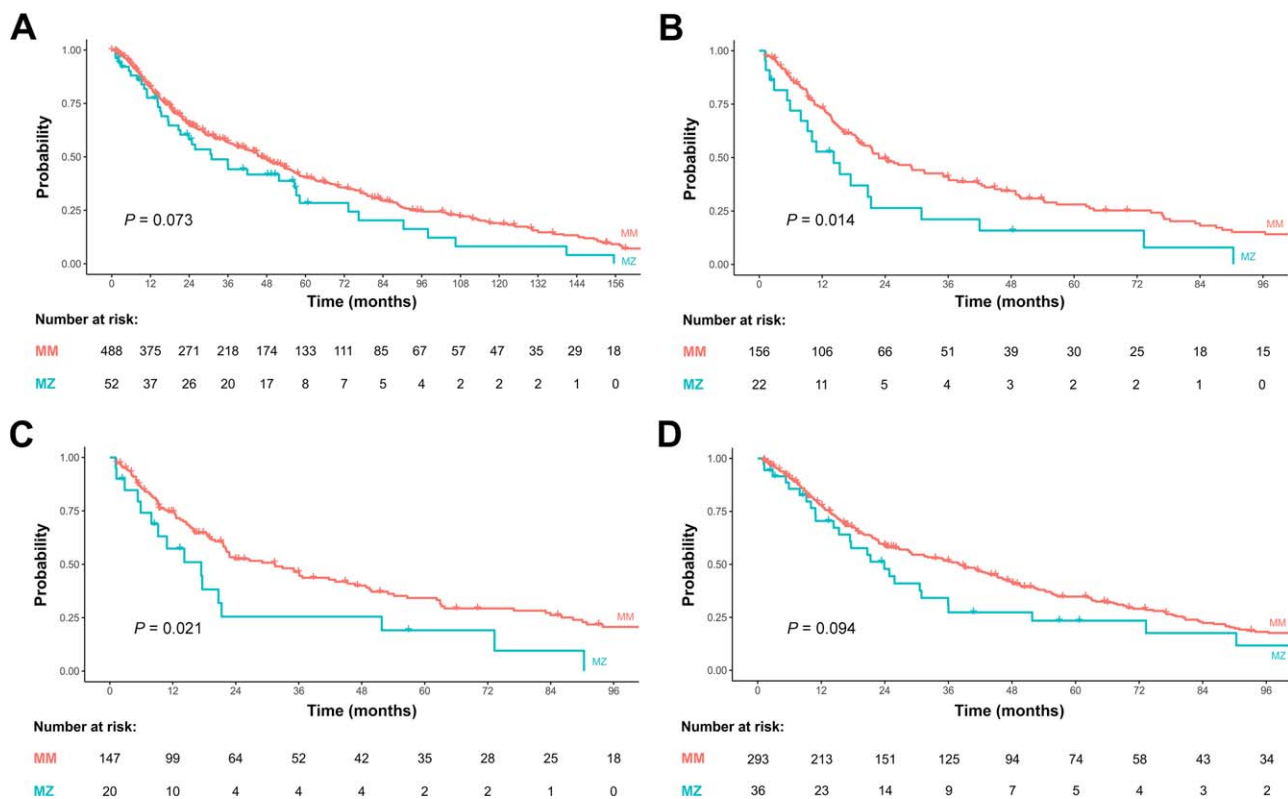 A
Probability
1.00
0.75
0.50
0.25
0.00
P = 0.073
MM
MZ
0 12 24 36 48 60 72 84 96 108 120 132 144 156
Time (months)
Number at risk:
MM 488 375 271 218 174 133 111 85 67 57 47 35 29 18
MZ 52 37 26 20 17 8 7 5 4 2 2 2 1 0
B
Probability
1.00
0.75
0.50
0.25
0.00
P = 0.014
MM
MZ
0 12 24 36 48 60 72 84 96
Time (months)
Number at risk:
MM 156 106 66 51 39 30 25 18 15
MZ 22 11 5 4 3 2 2 1 0
C
Probability
1.00
0.75
0.50
0.25
0.00
P = 0.021
MM
MZ
0 12 24 36 48 60 72 84 96
Time (months)
Number at risk:
MM 147 99 64 52 42 35 28 25 18
MZ 20 10 4 4 4 2 2 1 0
D
Probability
1.00
0.75
0.50
0.25
0.00
P = 0.094
MM
MZ
0 12 24 36 48 60 72 84 96
Time (months)
Number at risk:
MM 293 213 151 125 94 74 58 43 34
MZ 36 23 14 9 7 5 4 3 2